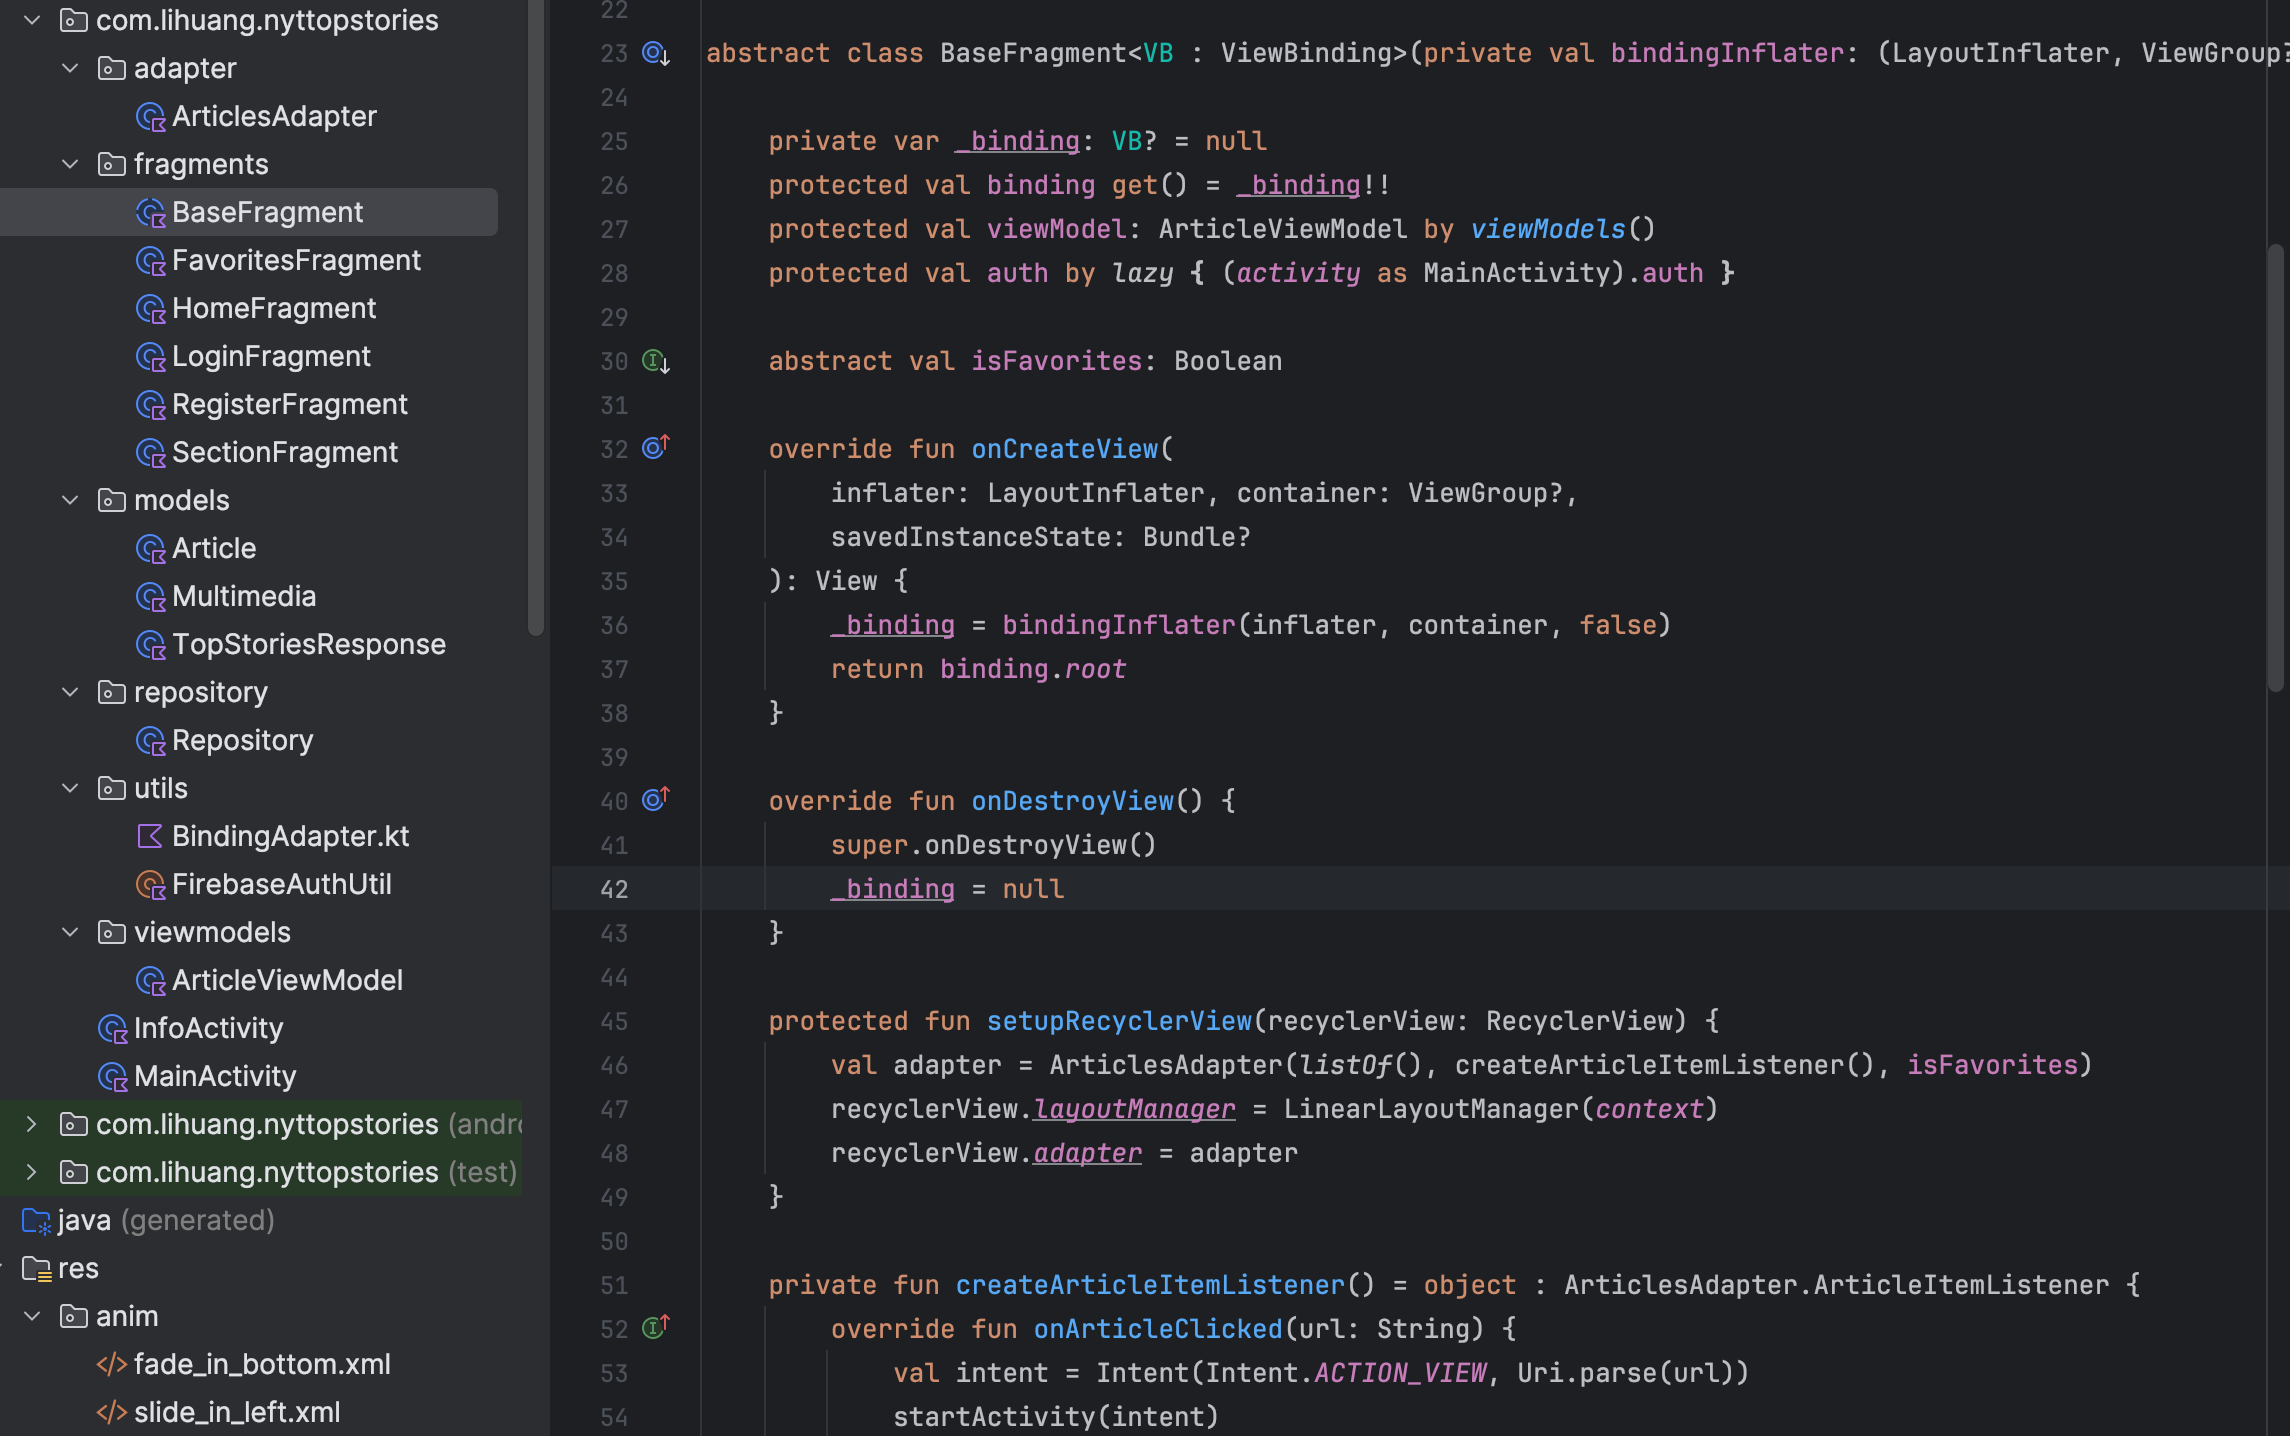 com.lihuang.nyttopstories
adapter
ArticlesAdapter
fragments
BaseFragment
FavoritesFragment
HomeFragment
LoginFragment
RegisterFragment
SectionFragment
models
Article
Multimedia
TopStoriesResponse
repository
Repository
utils
BindingAdapter.kt
FirebaseAuthUtil
viewmodels
ArticleViewModel
InfoActivity
MainActivity
com.lihuang.nyttopstories (andro
com.lihuang.nyttopstories (test)
java (generated)
res
anim
fade_in_bottom.xml
slide_in_left.xml
22
23 abstract class BaseFragment<VB : ViewBinding>(private val bindingInflater: (LayoutInflater, ViewGroup?
24
25 private var _binding: VB? = null
26 protected val binding get() = _binding!!
27 protected val viewModel: ArticleViewModel by viewModels()
28 protected val auth by lazy { (activity as MainActivity).auth }
29
30 abstract val isFavorites: Boolean
31
32 override fun onCreateView(
33 inflater: LayoutInflater, container: ViewGroup?,
34 savedInstanceState: Bundle?
35 ): View {
36 _binding = bindingInflater(inflater, container, false)
37 return binding.root
38 }
39
40 override fun onDestroyView() {
41 super.onDestroyView()
42 _binding = null
43 }
44
45 protected fun setupRecyclerView(recyclerView: RecyclerView) {
46 val adapter = ArticlesAdapter(listOf(), createArticleItemListener(), isFavorites)
47 recyclerView.layoutManager = LinearLayoutManager(context)
48 recyclerView.adapter = adapter
49 }
50
51 private fun createArticleItemListener() = object : ArticlesAdapter.ArticleItemListener {
52 override fun onArticleClicked(url: String) {
53 val intent = Intent(Intent.ACTION_VIEW, Uri.parse(url))
54 startActivity(intent)